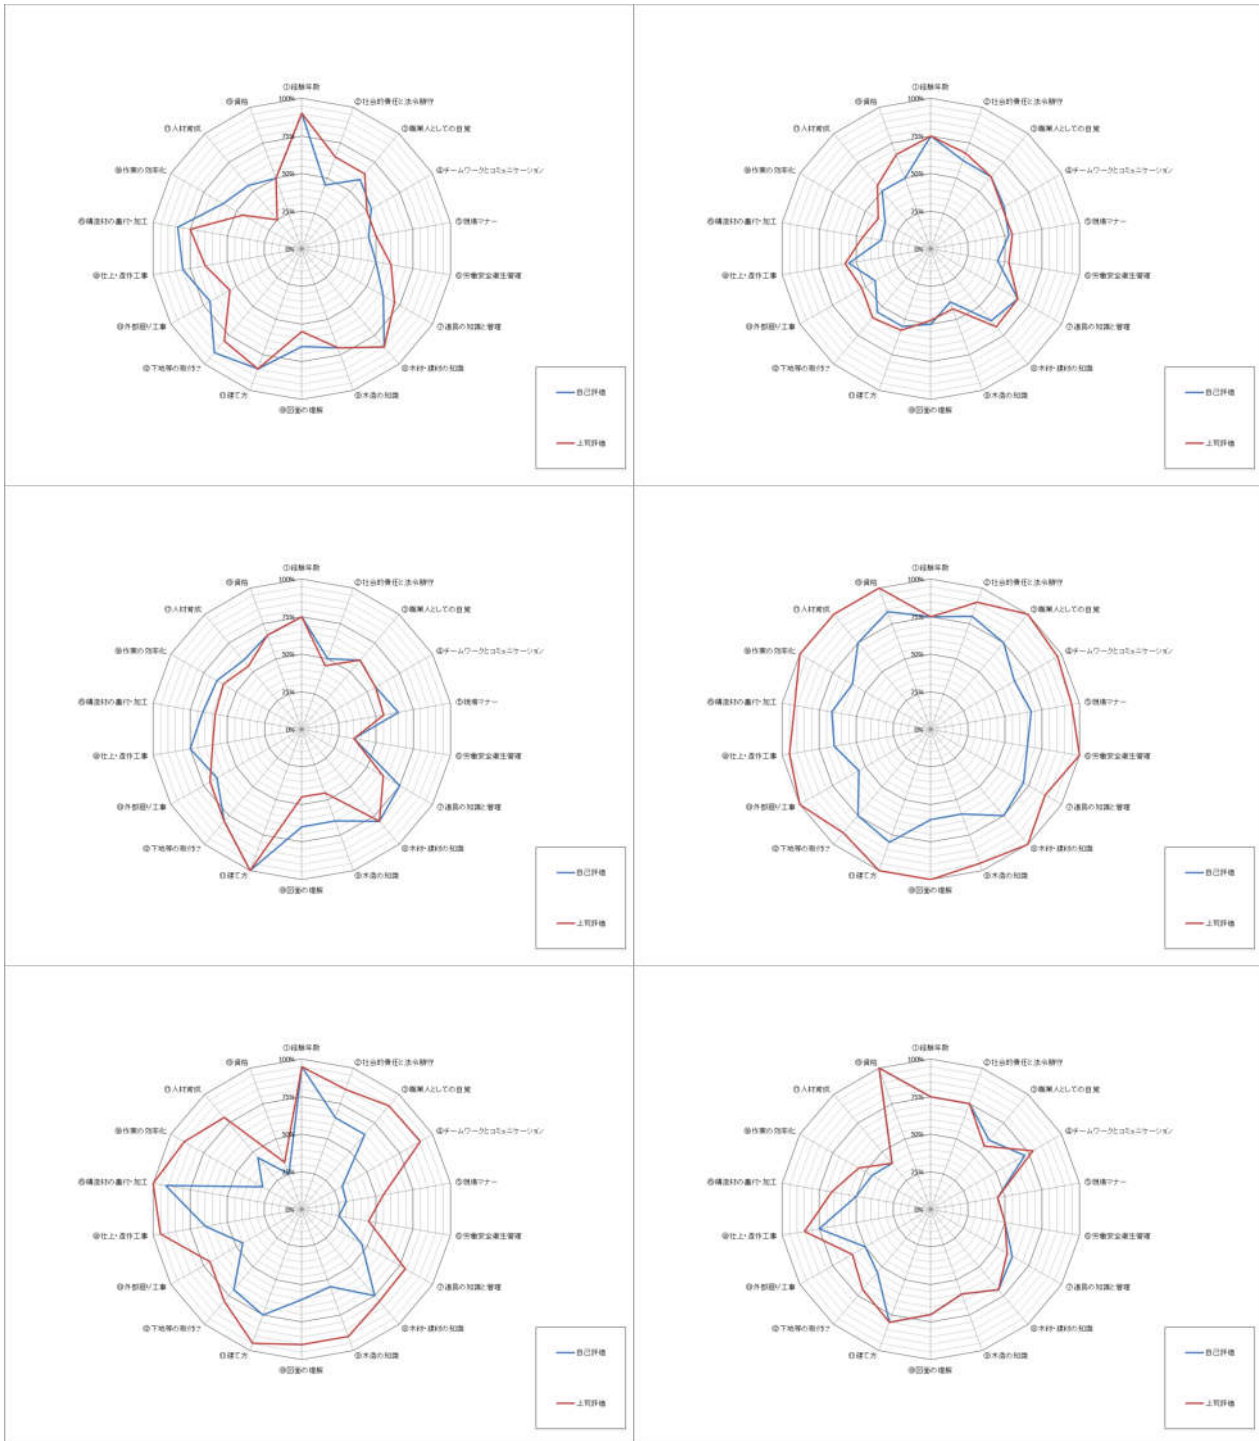 ①経験年数
②社会的責任と法令順守
③職業人としての自覚
④チームワークとコミュニケーション
⑤現場マナー
⑥労働安全衛生管理
⑦道具の知識と管理
⑧木材・建材の知識
⑨木造の知識
⑩図面の理解
⑪建て方
⑫下地等の取付け
⑬外部廻り工事
⑭仕上・造作工事
⑮構造材の墨付・加工
⑯作業の効率化
⑰人材育成
⑱資格
100%
75%
50%
25%
0%
自己評価
上司評価
①経験年数
②社会的責任と法令順守
③職業人としての自覚
④チームワークとコミュニケーション
⑤現場マナー
⑥労働安全衛生管理
⑦道具の知識と管理
⑧木材・建材の知識
⑨木造の知識
⑩図面の理解
⑪建て方
⑫下地等の取付け
⑬外部廻り工事
⑭仕上・造作工事
⑮構造材の墨付・加工
⑯作業の効率化
⑰人材育成
⑱資格
100%
75%
50%
25%
0%
自己評価
上司評価
①経験年数
②社会的責任と法令順守
③職業人としての自覚
④チームワークとコミュニケーション
⑤現場マナー
⑥労働安全衛生管理
⑦道具の知識と管理
⑧木材・建材の知識
⑨木造の知識
⑩図面の理解
⑪建て方
⑫下地等の取付け
⑬外部廻り工事
⑭仕上・造作工事
⑮構造材の墨付・加工
⑯作業の効率化
⑰人材育成
⑱資格
100%
75%
50%
25%
0%
自己評価
上司評価
①経験年数
②社会的責任と法令順守
③職業人としての自覚
④チームワークとコミュニケーション
⑤現場マナー
⑥労働安全衛生管理
⑦道具の知識と管理
⑧木材・建材の知識
⑨木造の知識
⑩図面の理解
⑪建て方
⑫下地等の取付け
⑬外部廻り工事
⑭仕上・造作工事
⑮構造材の墨付・加工
⑯作業の効率化
⑰人材育成
⑱資格
100%
75%
50%
25%
0%
自己評価
上司評価
①経験年数
②社会的責任と法令順守
③職業人としての自覚
④チームワークとコミュニケーション
⑤現場マナー
⑥労働安全衛生管理
⑦道具の知識と管理
⑧木材・建材の知識
⑨木造の知識
⑩図面の理解
⑪建て方
⑫下地等の取付け
⑬外部廻り工事
⑭仕上・造作工事
⑮構造材の墨付・加工
⑯作業の効率化
⑰人材育成
⑱資格
100%
75%
50%
25%
0%
自己評価
上司評価
①経験年数
②社会的責任と法令順守
③職業人としての自覚
④チームワークとコミュニケーション
⑤現場マナー
⑥労働安全衛生管理
⑦道具の知識と管理
⑧木材・建材の知識
⑨木造の知識
⑩図面の理解
⑪建て方
⑫下地等の取付け
⑬外部廻り工事
⑭仕上・造作工事
⑮構造材の墨付・加工
⑯作業の効率化
⑰人材育成
⑱資格
100%
75%
50%
25%
0%
自己評価
上司評価